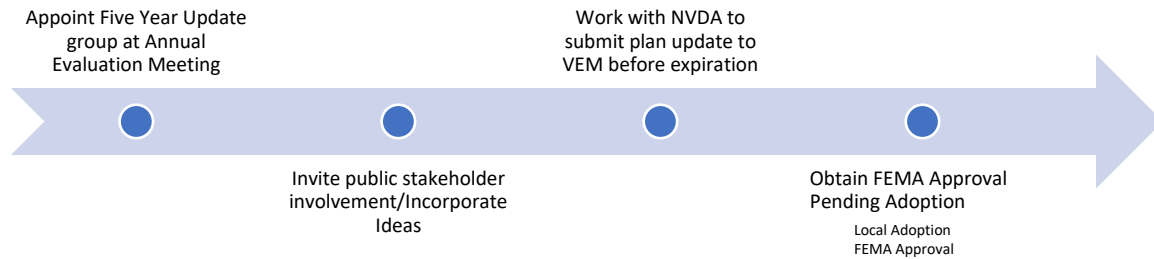 Appoint Five Year Update
group at Annual
Evaluation Meeting
Invite public stakeholder
involvement/Incorporate
Ideas
Work with NVDA to
submit plan update to
VEM before expiration
Obtain FEMA Approval
Pending Adoption
Local Adoption
FEMA Approval